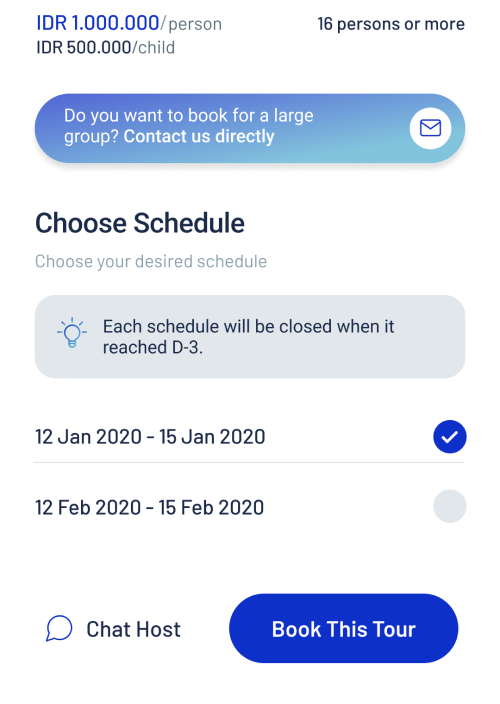 IDR 1.000.000/person
16 persons or more
IDR 500.000/child
Do you want to book for a large
group? Contact us directly
Choose Schedule
Choose your desired schedule
Each schedule will be closed when it
reached D-3.
12 Jan 2020 - 15 Jan 2020
12 Feb 2020 - 15 Feb 2020
Chat Host
Book This Tour